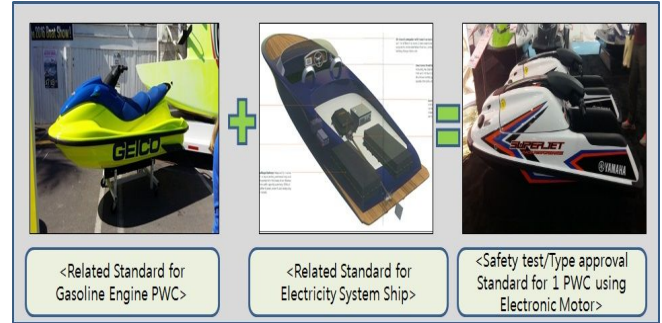 2016 Boat Show
GEICO
SUPERJET
YAMAHA
<Related Standard for
Gasoline Engine PWC>
<Related Standard for
Electricity System Ship>
<Safety test/Type approval
Standard for 1 PWC using
Electronic Motor>